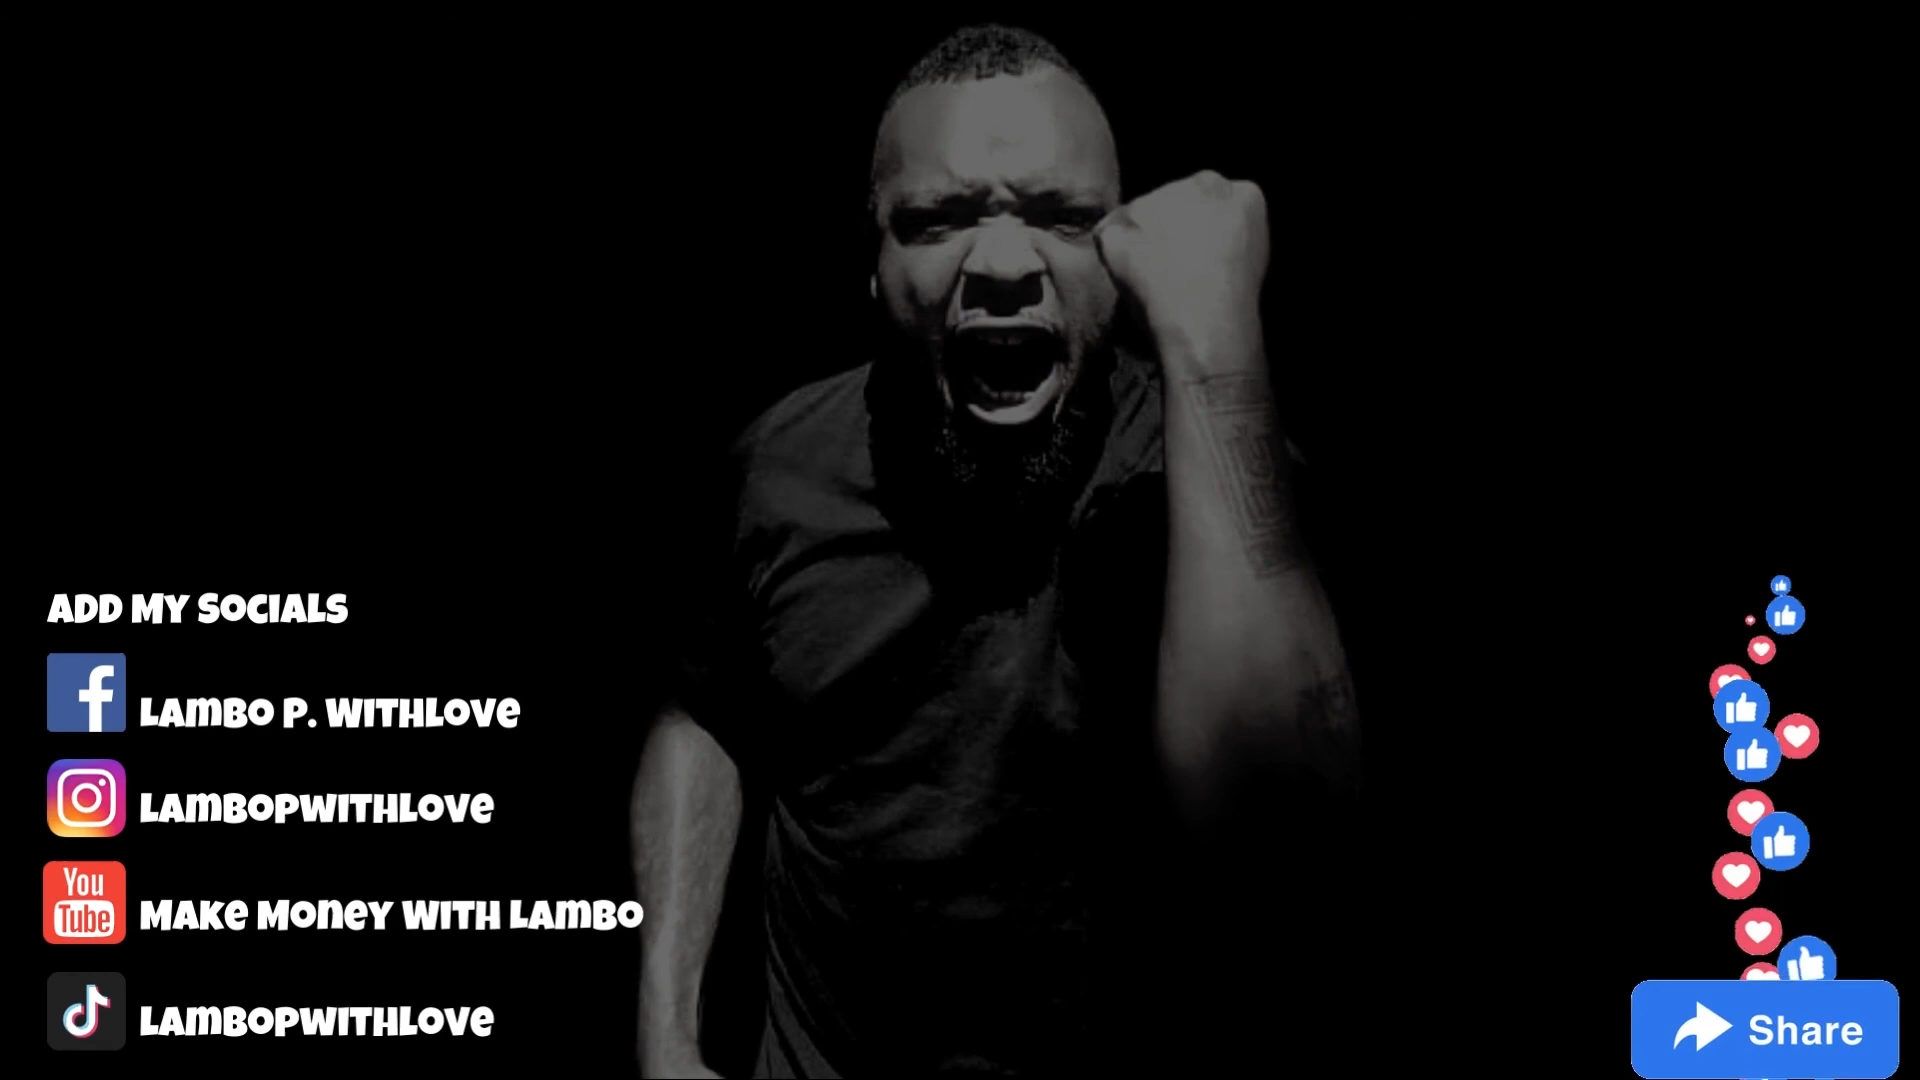 ADD MY SOCIALS
f
LAMBO P. WITHLOVE
LAMBOPWITHLOVE
You
Tube
MAKE MONEY WITH LAMBO
LAMBOPWITHLOVE
Share